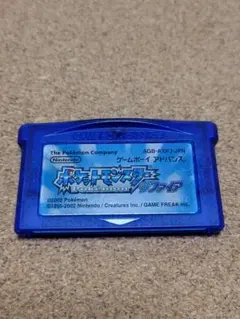 The Pokémon Company AGB-AXPJ-JPN
Nintendo
ゲームボーイ アドバンス
ポケットモンスター
サファイア
©2002 Pokémon
©1995-2002 Nintendo / Creatures Inc. / GAME FREAK inc.